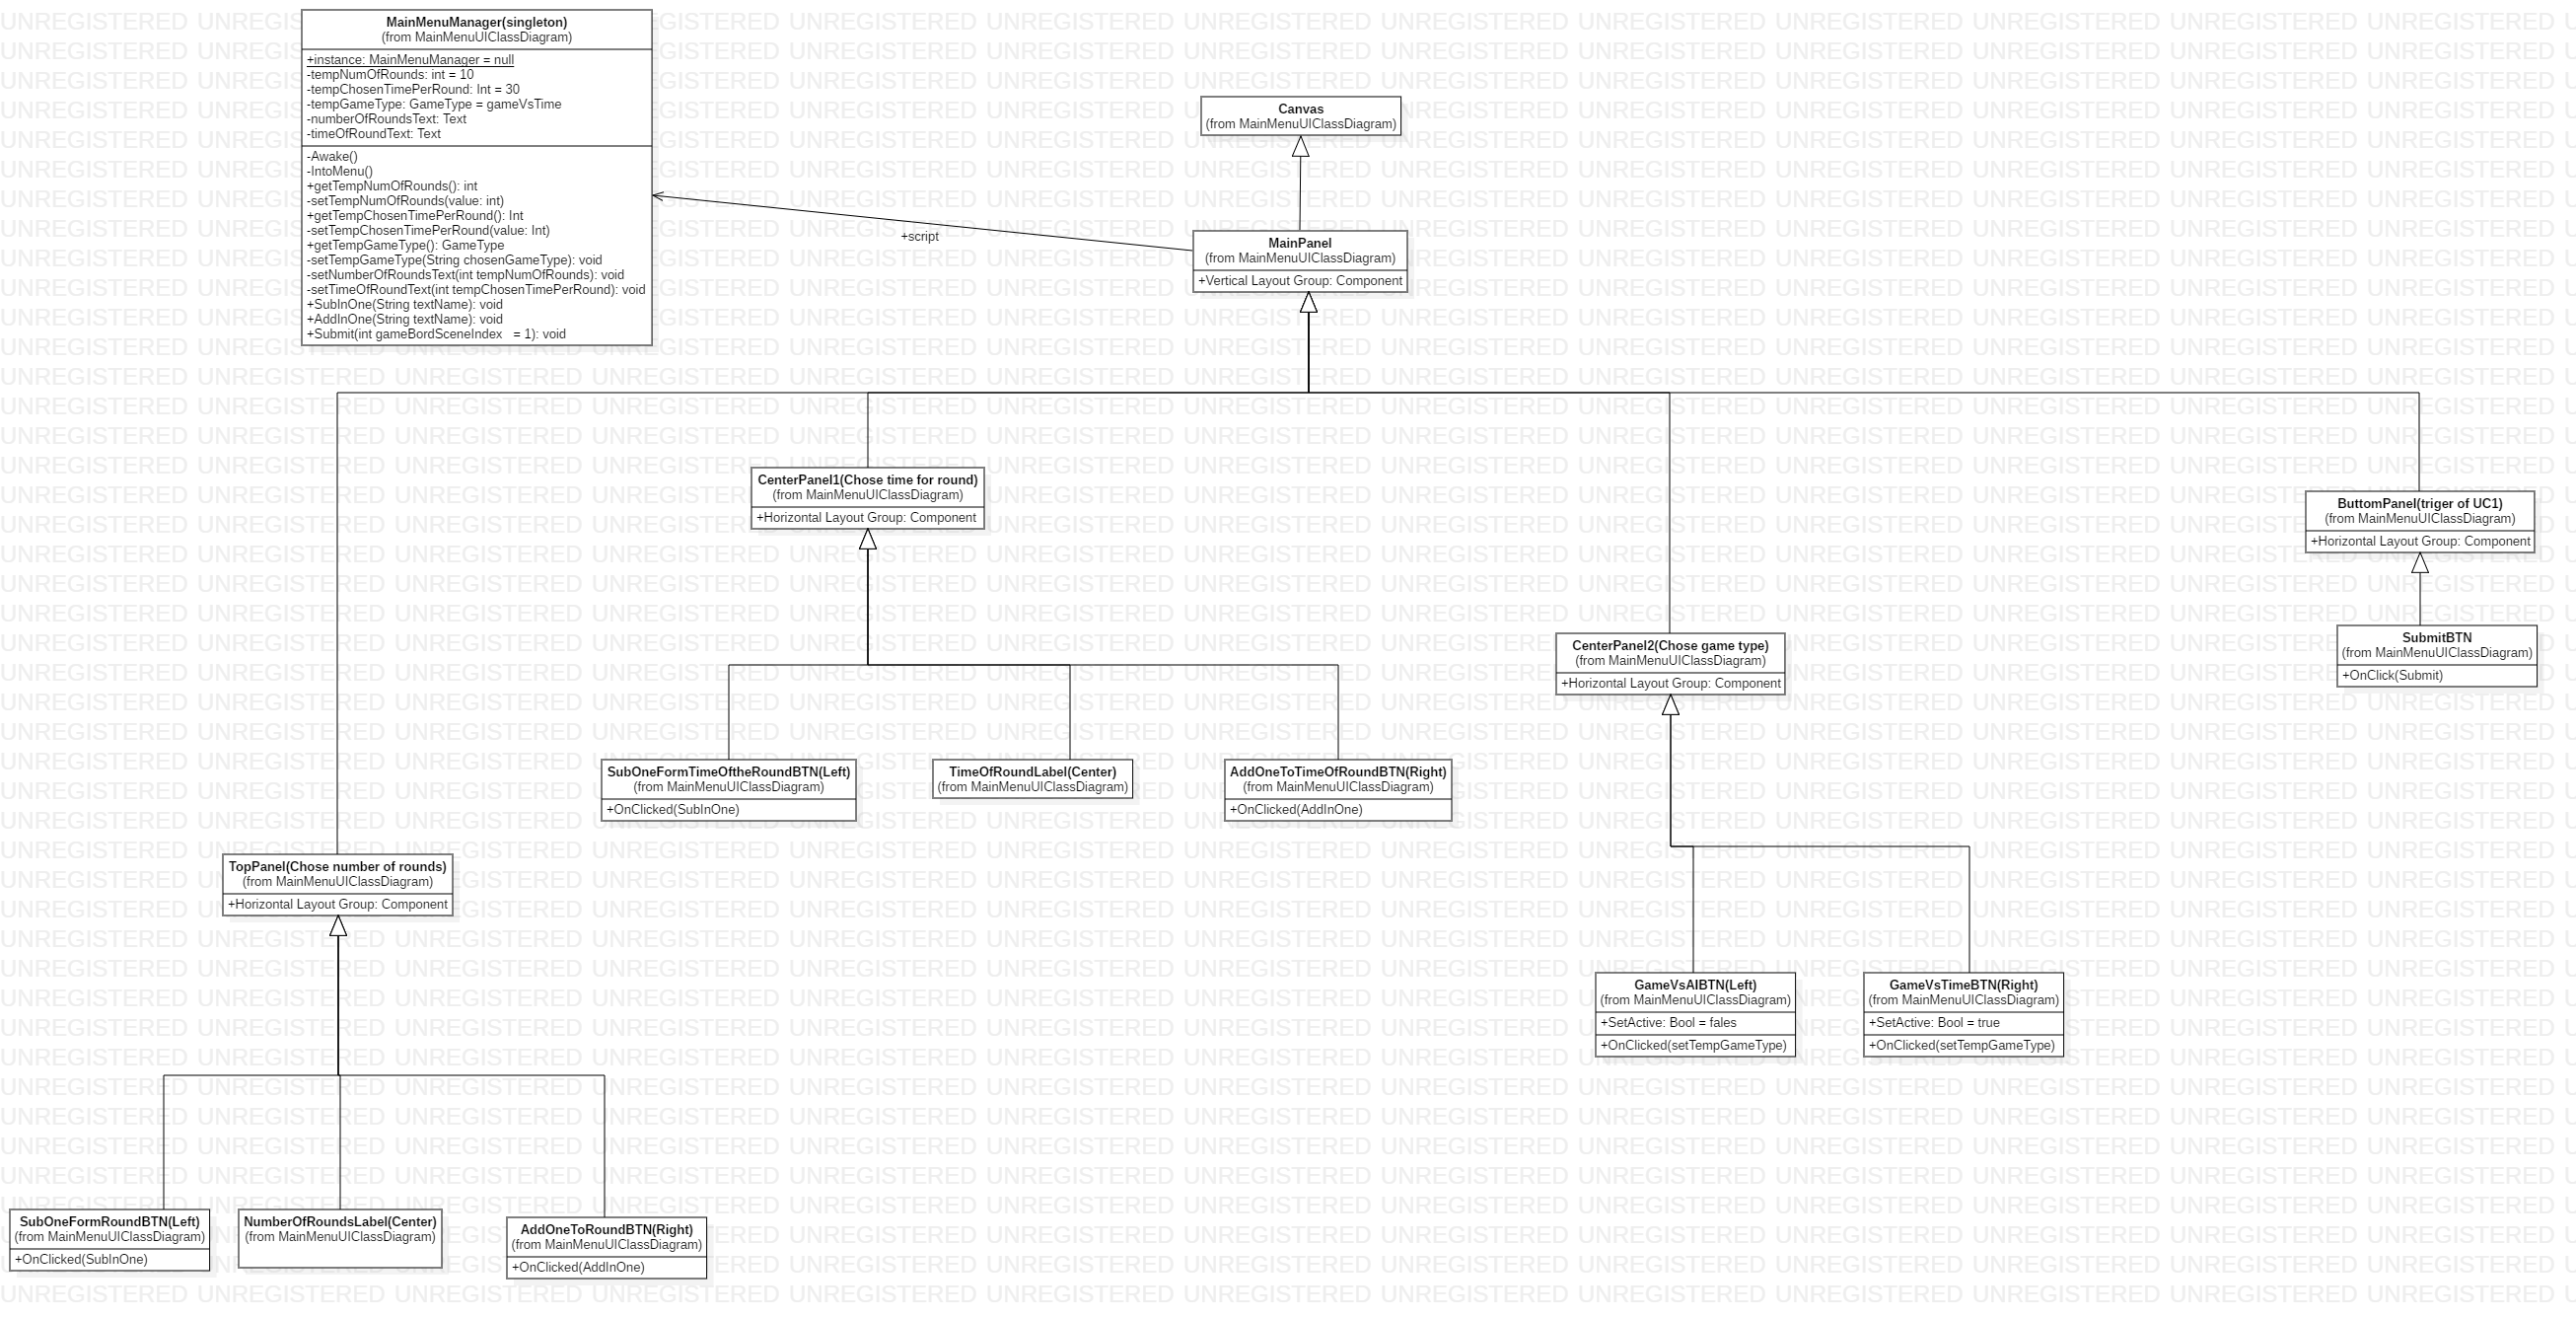 MainMenuManager(singleton)
(from MainMenuUIClassDiagram)
+instance: MainMenuManager = null
-tempNumOfRounds: int = 10
-tempChosenTimePerRound: Int = 30
-tempGameType: GameType = gameVsTime
-numberOfRoundsText: Text
-timeOfRoundText: Text
-Awake()
-IntoMenu()
+getTempNumOfRounds(): int
-setTempNumOfRounds(value: int)
+getTempChosenTimePerRound(): Int
-setTempChosenTimePerRound(value: Int)
+getTempGameType(): GameType
-setTempGameType(String chosenGameType): void
-setNumberOfRoundsText(int tempNumOfRounds): void
-setTimeOfRoundText(int tempChosenTimePerRound): void
+SubInOne(String textName): void
+AddInOne(String textName): void
+Submit(int gameBordSceneIndex = 1): void
Canvas
(from MainMenuUIClassDiagram)
+script
MainPanel
(from MainMenuUIClassDiagram)
+Vertical Layout Group: Component
CenterPanel1(Chose time for round)
(from MainMenuUIClassDiagram)
+Horizontal Layout Group: Component
ButtomPanel(triger of UC1)
(from MainMenuUIClassDiagram)
+Horizontal Layout Group: Component
CenterPanel2(Chose game type)
(from MainMenuUIClassDiagram)
+Horizontal Layout Group: Component
SubmitBTN
(from MainMenuUIClassDiagram)
+OnClick(Submit)
SubOneFormTimeOftheRoundBTN(Left)
(from MainMenuUIClassDiagram)
+OnClicked(SubInOne)
TimeOfRoundLabel(Center)
(from MainMenuUIClassDiagram)
AddOneToTimeOfRoundBTN(Right)
(from MainMenuUIClassDiagram)
+OnClicked(AddInOne)
TopPanel(Chose number of rounds)
(from MainMenuUIClassDiagram)
+Horizontal Layout Group: Component
GameVsAIBTN(Left)
(from MainMenuUIClassDiagram)
+SetActive: Bool = fales
+OnClicked(setTempGameType)
GameVsTimeBTN(Right)
(from MainMenuUIClassDiagram)
+SetActive: Bool = true
+OnClicked(setTempGameType)
SubOneFormRoundBTN(Left)
(from MainMenuUIClassDiagram)
+OnClicked(SubInOne)
NumberOfRoundsLabel(Center)
(from MainMenuUIClassDiagram)
AddOneToRoundBTN(Right)
(from MainMenuUIClassDiagram)
+OnClicked(AddInOne)
UNREGISTERED